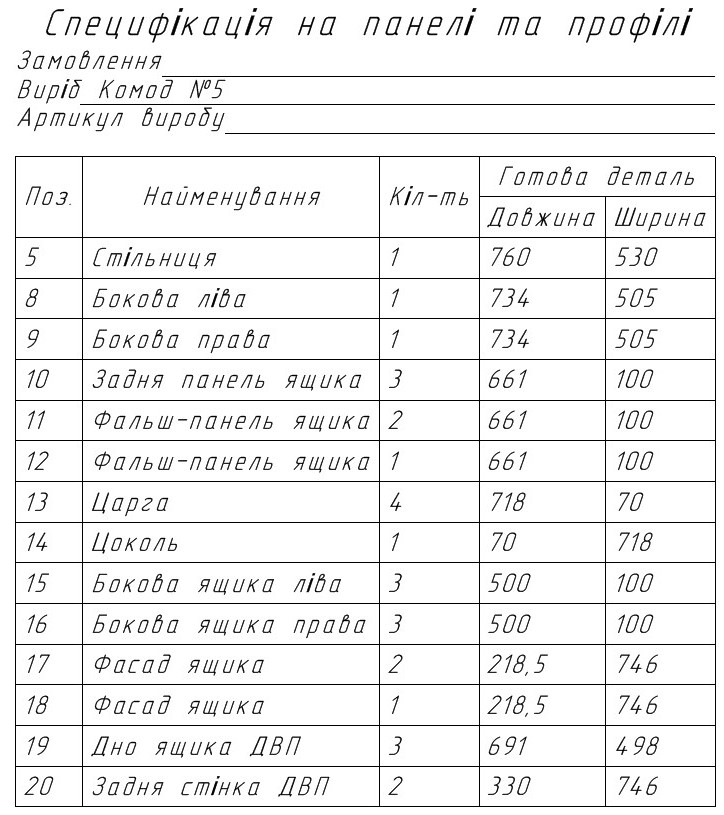 Специфікація на панелі та профілі
Замовлення
Виріб Комод №5
Артикул виробу
Поз. Найменування Кіл-ть Готова деталь
Довжина Ширина
5 Стільниця 1 760 530
8 Бокова ліва 1 734 505
9 Бокова права 1 734 505
10 Задня панель ящика 3 661 100
11 Фальш-панель ящика 2 661 100
12 Фальш-панель ящика 1 661 100
13 Царга 4 718 70
14 Цоколь 1 70 718
15 Бокова ящика ліва 3 500 100
16 Бокова ящика права 3 500 100
17 Фасад ящика 2 218,5 746
18 Фасад ящика 1 218,5 746
19 Дно ящика ДВП 3 691 498
20 Задня стінка ДВП 2 330 746